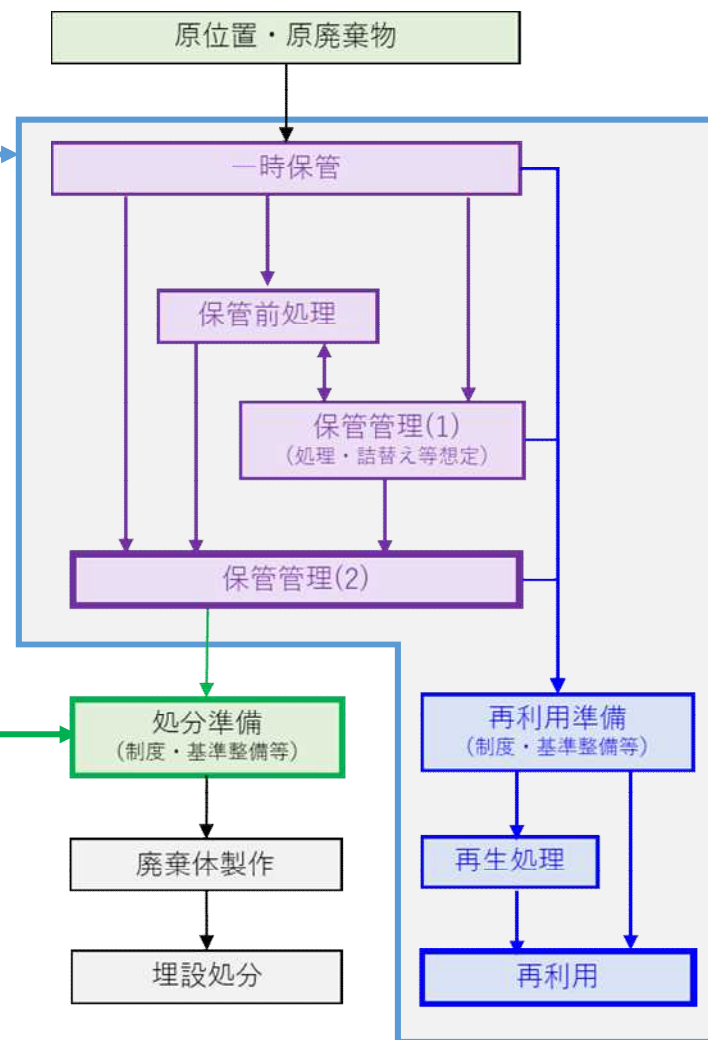 原位置・原廃棄物
一時保管
保管前処理
保管管理(1)
(処理・詰替え等想定)
保管管理(2)
処分準備
(制度・基準整備等)
再利用準備
(制度・基準整備等)
廃棄体製作
再生処理
埋設処分
再利用